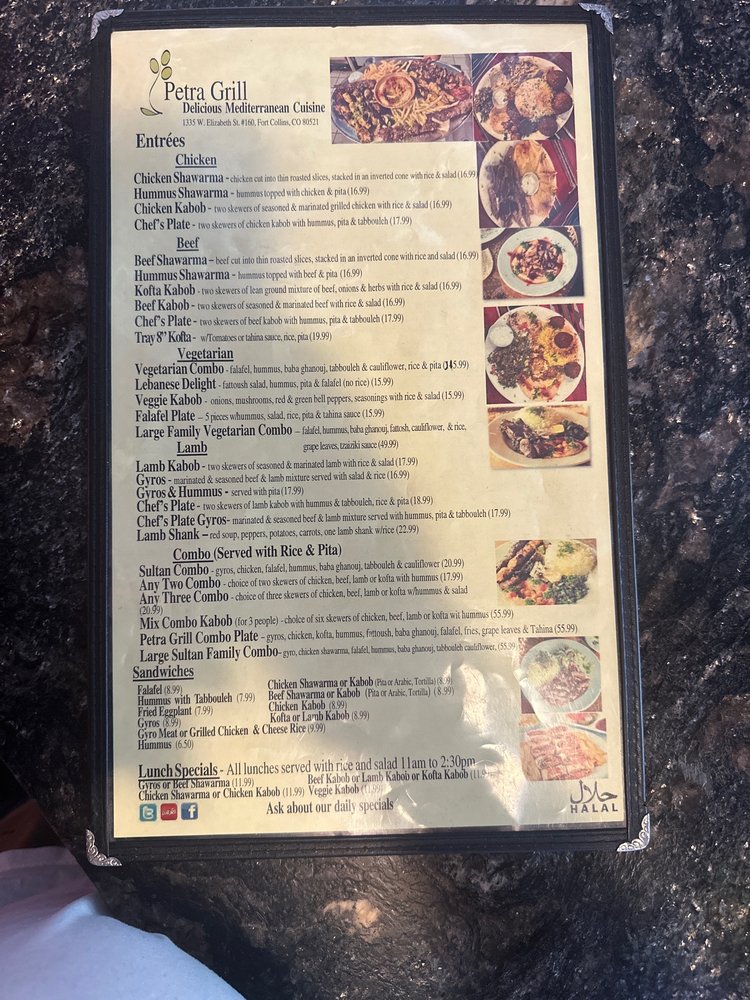 Petra Grill
Delicious Mediterranean Cuisine
1335 W. Elizabeth St. #160, Fort Collins, CO 80521
Entrées
Chicken
Chicken Shawarma - chicken cut into thin roasted slices, stacked in an inverted cone with rice & salad (16.99)
Hummus Shawarma - hummus topped with chicken & pita (16.99)
Chicken Kabob - two skewers of seasoned & marinated grilled chicken with rice & salad (16.99)
Chef's Plate - two skewers of chicken kabob with hummus, pita & tabbouleh (17.99)
Beef
Beef Shawarma – beef cut into thin roasted slices, stacked in an inverted cone with rice and salad (16.99)
Hummus Shawarma - hummus topped with beef & pita (16.99)
Kofta Kabob - two skewers of lean ground mixture of beef, onions & herbs with rice & salad (16.99)
Beef Kabob - two skewers of seasoned & marinated beef with rice & salad (16.99)
Chef's Plate - two skewers of beef kabob with hummus, pita & tabbouleh (17.99)
Tray 8” Kofta - w/Tomatoes or tahina sauce, rice, pita (19.99)
Vegetarian
Vegetarian Combo - falafel, hummus, baba ghanouj, tabbouleh & cauliflower, rice & pita 5.99)
Lebanese Delight - fattoush salad, hummus, pita & falafel (no rice) (15.99)
Veggie Kabob - onions, mushrooms, red & green bell peppers, seasonings with rice & salad (15.99)
Falafel Plate – 5 pieces w/hummus, salad, rice, pita & tahina sauce (15.99)
Large Family Vegetarian Combo – falafel, hummus, baba ghanouj, fattosh, cauliflower, & rice,
grape leaves, tzaiziki sauce (49.99)
Lamb
Lamb Kabob - two skewers of seasoned & marinated lamb with rice & salad (17.99)
Gyros - marinated & seasoned beef & lamb mixture served with salad & rice (16.99)
Gyros & Hummus - served with pita (17.99)
Chef's Plate - two skewers of lamb kabob with hummus & tabbouleh, rice & pita (18.99)
Chef's Plate Gyros- marinated & seasoned beef & lamb mixture served with hummus, pita & tabbouleh (17.99)
Lamb Shank – red soup, peppers, potatoes, carrots, one lamb shank w/rice (22.99)
Combo (Served with Rice & Pita)
Sultan Combo - gyros, chicken, falafel, hummus, baba ghanouj, tabbouleh & cauliflower (20.99)
Any Two Combo - choice of two skewers of chicken, beef, lamb or kofta with hummus (17.99)
Any Three Combo - choice of three skewers of chicken, beef, lamb or kofta w/hummus & salad
(20.99)
Mix Combo Kabob (for 3 people) - choice of six skewers of chicken, beef, lamb or kofta wit hummus (55.99)
Petra Grill Combo Plate – gyros, chicken, kofta, hummus, fottoush, baba ghanouj, falafel, fries, grape leaves & Tahina (55.99)
Large Sultan Family Combo- gyro, chicken shawarma, falafel, hummus, baba ghanouj, tabbouleh cauliflower, (55.99
Sandwiches
Falafel (8.99)
Hummus with Tabbouleh (7.99)
Fried Eggplant (7.99)
Gyros (8.99)
Gyro Meat or Grilled Chicken & Cheese Rice (9.99)
Hummus (6.50)
Chicken Shawarma or Kabob (Pita or Arabic, Tortilla) (8.99)
Beef Shawarma or Kabob (Pita or Arabic, Tortilla) (8.99)
Chicken Kabob (8.99)
Kofta or Lamb Kabob (8.99)
Lunch Specials - All lunches served with rice and salad 11am to 2:30pm
Gyros or Beef Shawarma (11.99)
Beef Kabob or Lamb Kabob or Kofta Kabob (11.99)
Chicken Shawarma or Chicken Kabob (11.99)
Veggie Kabob (11.99)
Ask about our daily specials
حلال
HALAL